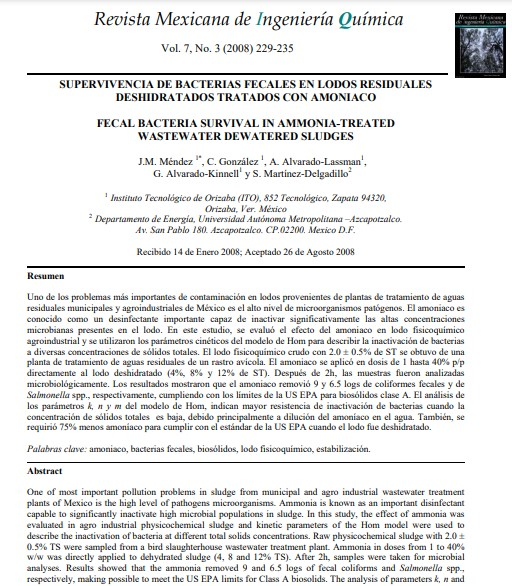 Revista Mexicana de Ingeniería Química
Vol. 7, No. 3 (2008) 229-235
Revista Mexicana
de Ingeniería Química
SUPERVIVENCIA DE BACTERIAS FECALES EN LODOS RESIDUALES
DESHIDRATADOS TRATADOS CON AMONIACO
FECAL BACTERIA SURVIVAL IN AMMONIA-TREATED
WASTEWATER DEWATERED SLUDGES
J.M. Méndez 1*, C. González 1, A. Alvarado-Lassman1,
G. Alvarado-Kinnell1 y S. Martínez-Delgadillo2
1 Instituto Tecnológico de Orizaba (ITO), 852 Tecnológico, Zapata 94320,
Orizaba, Ver. México
2 Departamento de Energía, Universidad Autónoma Metropolitana –Azcapotzalco.
Av. San Pablo 180. Azcapotzalco. CP.02200. Mexico D.F.
Recibido 14 de Enero 2008; Aceptado 26 de Agosto 2008
Resumen
Uno de los problemas más importantes de contaminación en lodos provenientes de plantas de tratamiento de aguas
residuales municipales y agroindustriales de México es el alto nivel de microorganismos patógenos. El amoniaco es
conocido como un desinfectante importante capaz de inactivar significativamente las altas concentraciones
microbianas presentes en el lodo. En este estudio, se evaluó el efecto del amoniaco en lodo fisicoquímico
agroindustrial y se utilizaron los parámetros cinéticos del modelo de Hom para describir la inactivación de bacterias
a diversas concentraciones de sólidos totales. El lodo fisicoquímico crudo con 2.0 ± 0.5% de ST se obtuvo de una
planta de tratamiento de aguas residuales de un rastro avícola. El amoniaco se aplicó en dosis de 1 hasta 40% p/p
directamente al lodo deshidratado (4%, 8% y 12% de ST). Después de 2h, las muestras fueron analizadas
microbiológicamente. Los resultados mostraron que el amoniaco removió 9 y 6.5 logs de coliformes fecales y de
Salmonella spp., respectivamente, cumpliendo con los límites de la US EPA para biosólidos clase A. El análisis de
los parámetros k, n y m del modelo de Hom, indican mayor resistencia de inactivación de bacterias cuando la
concentración de sólidos totales es baja, debido principalmente a dilución del amoniaco en el agua. También, se
requirió 75% menos amoniaco para cumplir con el estándar de la US EPA cuando el lodo fue deshidratado.
Palabras clave: amoniaco, bacterias fecales, biosólidos, lodo fisicoquímico, estabilización.
Abstract
One of most important pollution problems in sludge from municipal and agro industrial wastewater treatment
plants of Mexico is the high level of pathogens microorganisms. Ammonia is known as an important disinfectant
capable to significantly inactivate high microbial populations in sludge. In this study, the effect of ammonia was
evaluated in agro industrial physicochemical sludge and kinetic parameters of the Hom model were used to
describe the inactivation of bacteria at different total solids concentrations. Raw physicochemical sludge with 2.0 ±
0.5% TS were sampled from a bird slaughterhouse wastewater treatment plant. Ammonia in doses from 1 to 40%
w/w was directly applied to dehydrated sludge (4, 8 and 12% TS). After 2h, samples were taken for microbial
analyses. Results showed that the ammonia removed 9 and 6.5 logs of fecal coliforms and Salmonella spp.,
respectively, making possible to meet the US EPA limits for Class A biosolids. The analysis of parameters k, n and